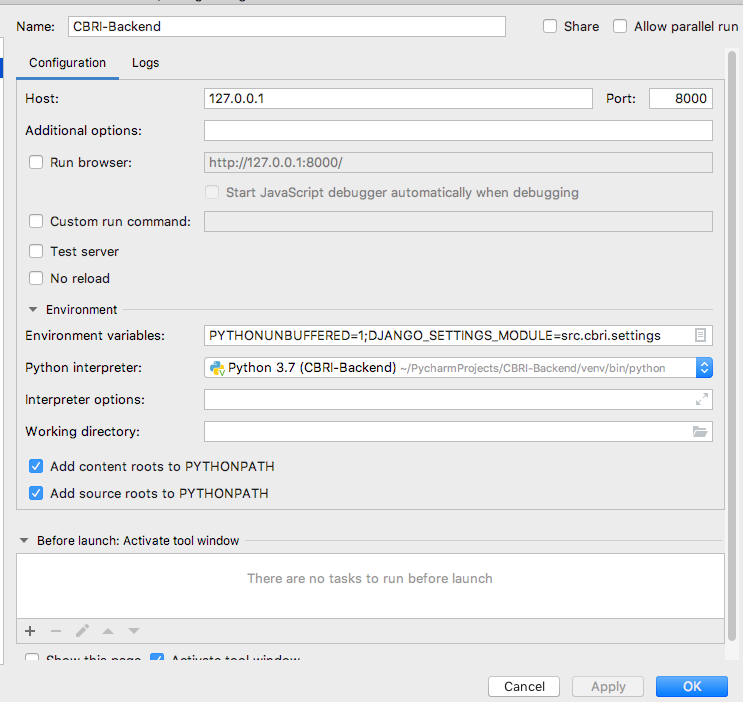 Name: CBRI-Backend Share Allow parallel run
Configuration Logs
Host: 127.0.0.1 Port: 8000
Additional options:
Run browser: http://127.0.0.1:8000/
Start JavaScript debugger automatically when debugging
Custom run command:
Test server
No reload
Environment
Environment variables: PYTHONUNBUFFERED=1;DJANGO_SETTINGS_MODULE=src.cbri.settings
Python interpreter: Python 3.7 (CBRI-Backend) ~/PycharmProjects/CBRI-Backend/venv/bin/python
Interpreter options:
Working directory:
Add content roots to PYTHONPATH
Add source roots to PYTHONPATH
Before launch: Activate tool window
There are no tasks to run before launch
Show this page Activate tool window
Cancel Apply OK